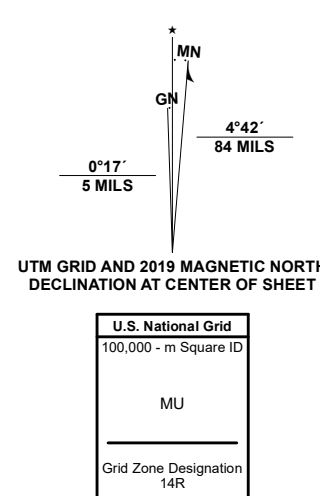 ★
MN
GN
4°42´
84 MILS
0°17´
5 MILS
UTM GRID AND 2019 MAGNETIC NORTH
DECLINATION AT CENTER OF SHEET
U.S. National Grid
100,000 - m Square ID
MU
Grid Zone Designation
14R